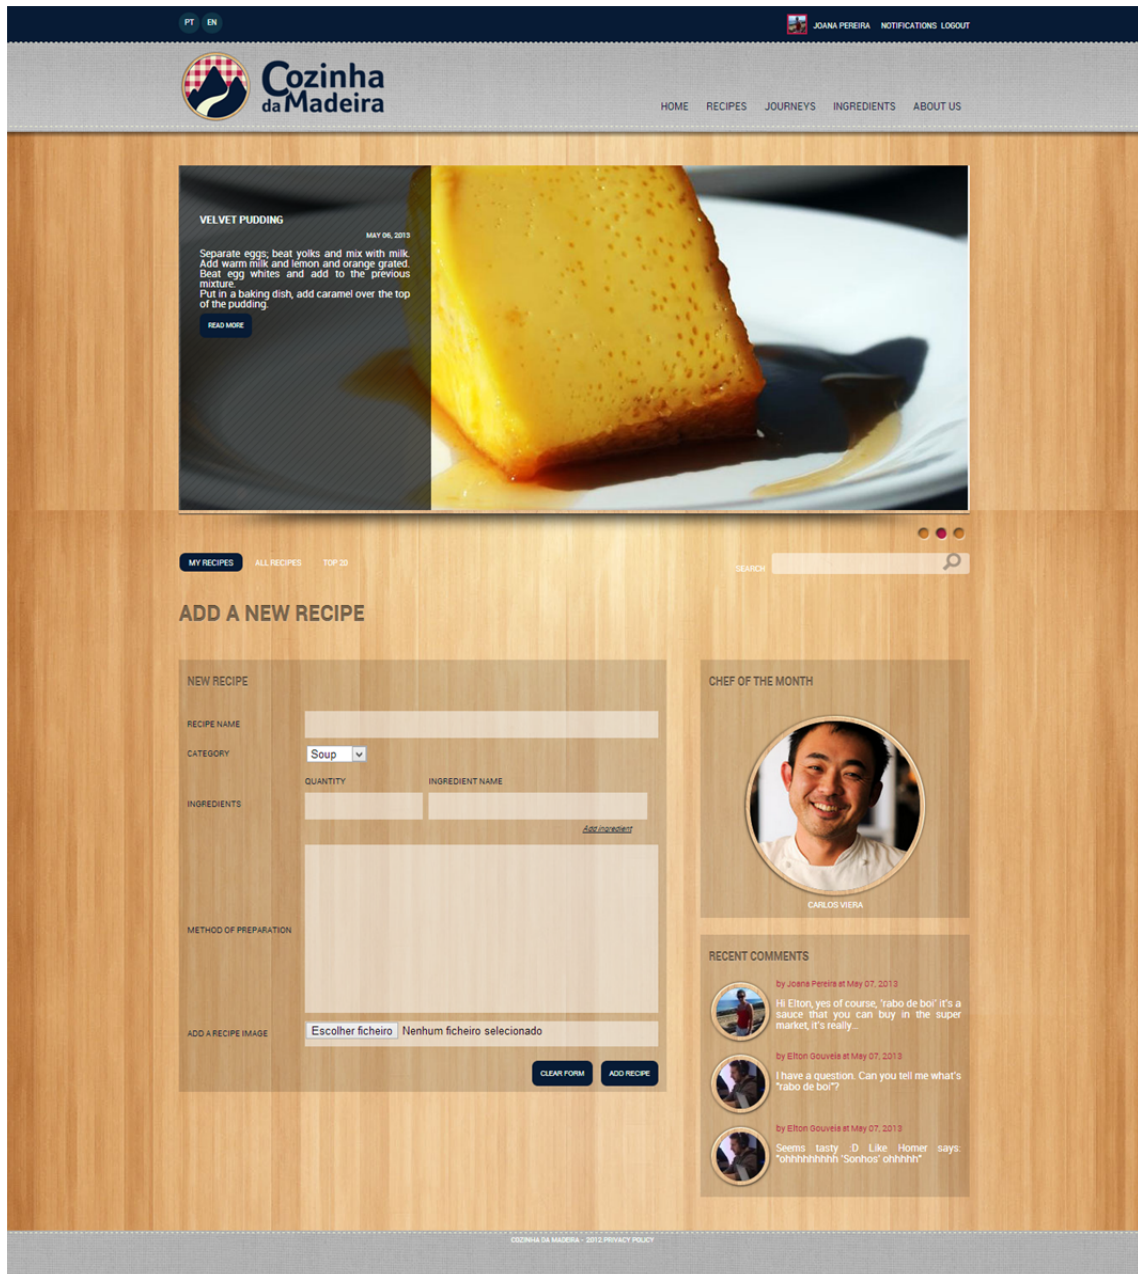 PT EN
JOANA PEREIRA NOTIFICATIONS LOGOUT
Cozinha
da Madeira
HOME RECIPES JOURNEYS INGREDIENTS ABOUT US
VELVET PUDDING
MAY 06, 2013
Separate eggs; beat yolks and mix with milk.
Add warm milk and lemon and orange grated.
Beat egg whites and add to the previous
mixture.
Put in a baking dish, add caramel over the top
of the pudding.
READ MORE
MY RECIPES ALL RECIPES TOP 20
SEARCH
ADD A NEW RECIPE
NEW RECIPE
RECIPE NAME
CATEGORY Soup
QUANTITY INGREDIENT NAME
INGREDIENTS
Add ingredient
METHOD OF PREPARATION
ADD A RECIPE IMAGE Escolher ficheiro Nenhum ficheiro selecionado
CLEAR FORM ADD RECIPE
CHEF OF THE MONTH
CARLOS VIERA
RECENT COMMENTS
by Joana Pereira at May 07, 2013
Hi Elton, yes of course, 'rabo de boi' it's a
sauce that you can buy in the super
market, it's really...
by Elton Gouveia at May 07, 2013
I have a question. Can you tell me what's
"rabo de boi"?
by Elton Gouveia at May 07, 2013
Seems tasty :D Like Homer says:
"ohhhhhhhhh 'Sonhos' ohhhhh"
COZINHA DA MADEIRA - 2012 PRIVACY POLICY